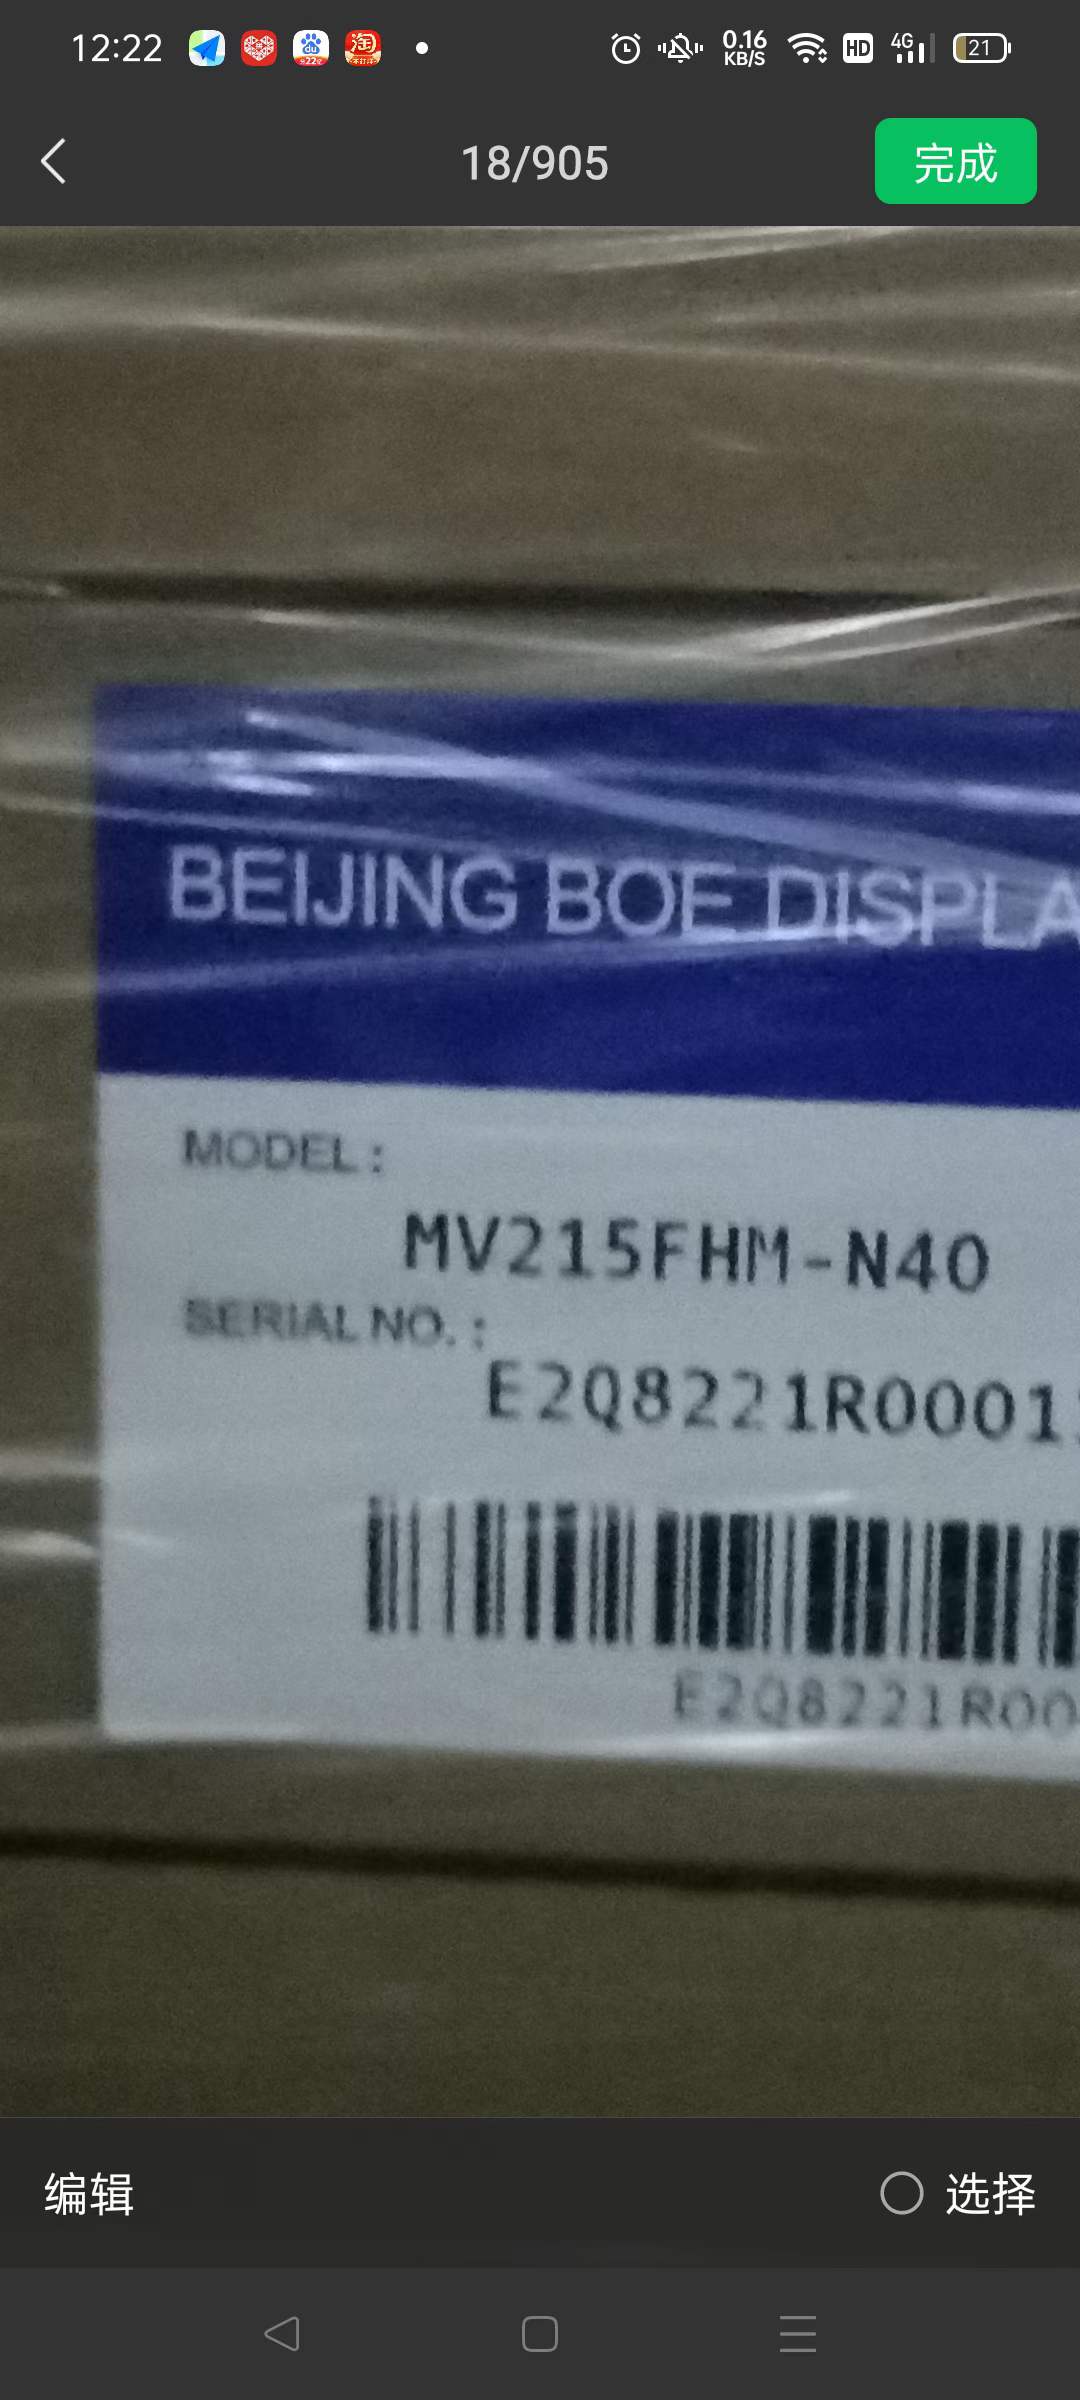 12:22
0.16
KB/S
HD
4G
21
18/905
完成
BEIJING BOE DISPLA
MODEL :
MV215FHM-N40
SERIAL NO. :
E2Q8221R0001
E2Q8221R00
编辑
选择